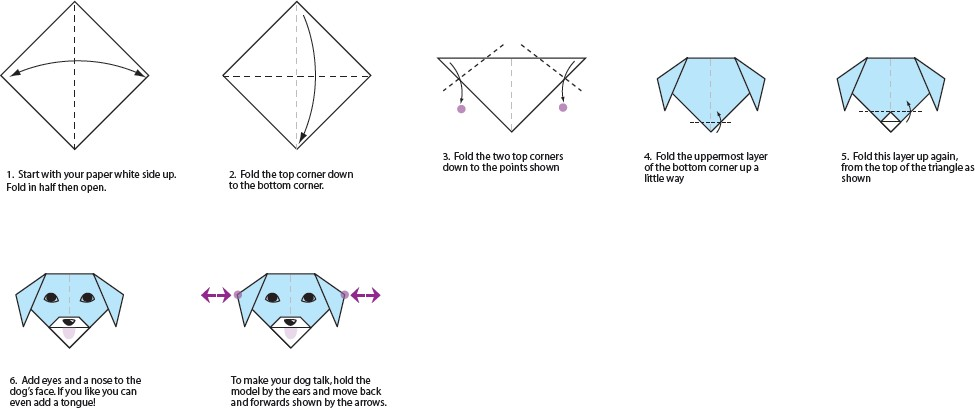 1. Start with your paper white side up.
Fold in half then open.
2. Fold the top corner down
to the bottom corner.
3. Fold the two top corners
down to the points shown
4. Fold the uppermost layer
of the bottom corner up a
little way
5. Fold this layer up again,
from the top of the triangle as
shown
6. Add eyes and a nose to the
dog's face. If you like you can
even add a tongue!
To make your dog talk, hold the
model by the ears and move back
and forwards shown by the arrows.